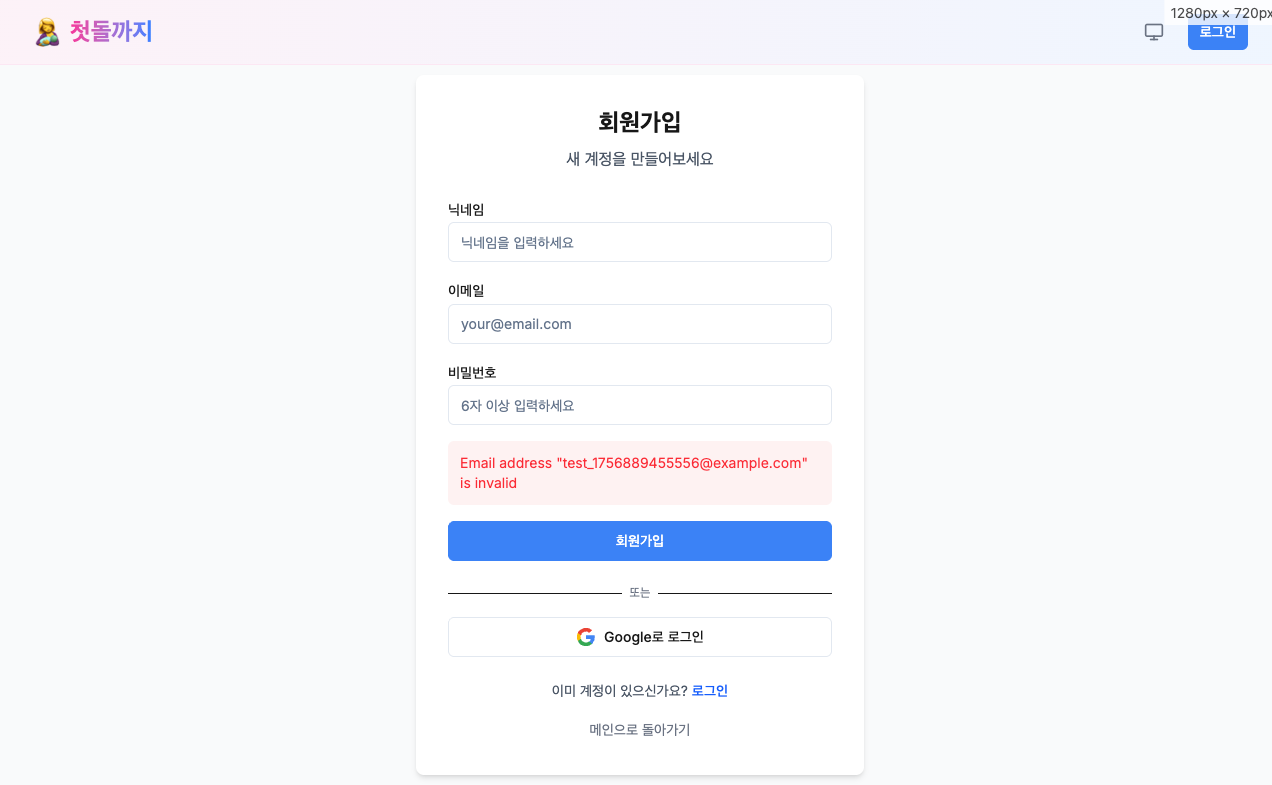 첫돌까지
1280px × 720px
로그인
회원가입
새 계정을 만들어보세요
닉네임
닉네임을 입력하세요
이메일
your@email.com
비밀번호
6자 이상 입력하세요
Email address "test_1756889455556@example.com"
is invalid
회원가입
또는
Google로 로그인
이미 계정이 있으신가요? 로그인
메인으로 돌아가기